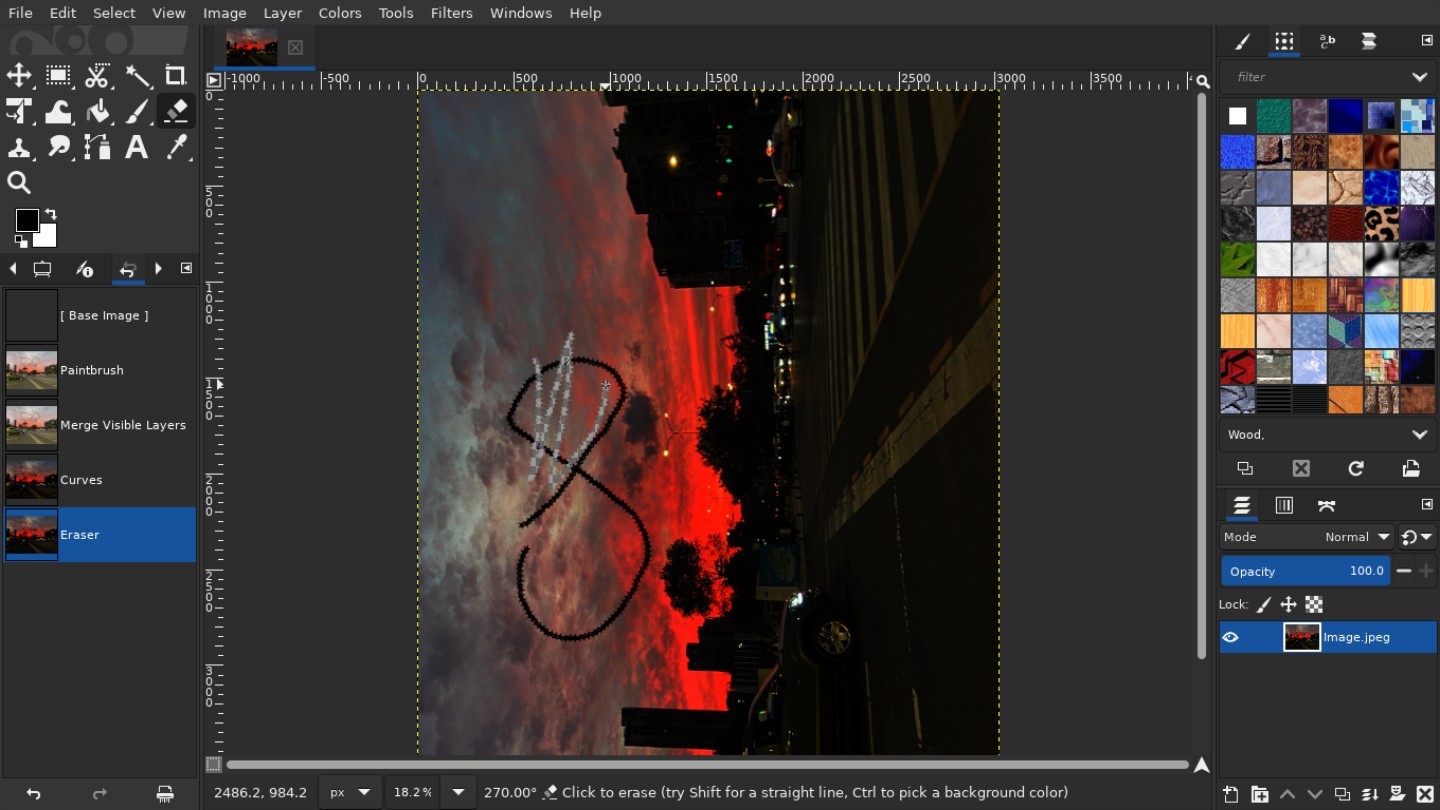 File Edit Select View Image Layer Colors Tools Filters Windows Help
-1000 -500 0 500 1000 1500 2000 2500 3000 3500
0
500
1000
1500
2000
2500
3000
[ Base Image ]
Paintbrush
Merge Visible Layers
Curves
Eraser
filter
Wood,
Mode Normal
Opacity 100.0
Lock:
Image.jpeg
2486.2, 984.2 px 18.2 % 270.00° Click to erase (try Shift for a straight line, Ctrl to pick a background color)